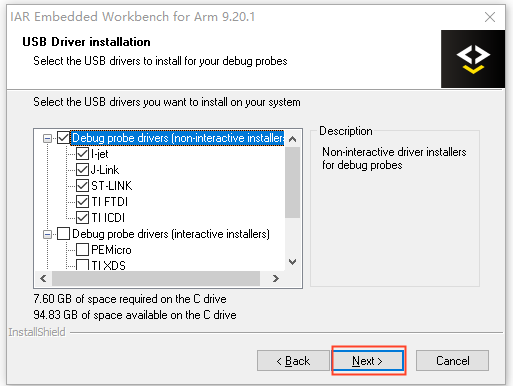 IAR Embedded Workbench for Arm 9.20.1
USB Driver installation
Select the USB drivers to install for your debug probes
Select the USB drivers you want to install on your system
Debug probe drivers (non-interactive installers
I-jet
J-Link
ST-LINK
TI FTDI
TI ICDI
Debug probe drivers (interactive installers)
PEMicro
TI XDS
Description
Non-interactive driver installers
for debug probes
7.60 GB of space required on the C drive
94.83 GB of space available on the C drive
InstallShield
< Back
Next >
Cancel